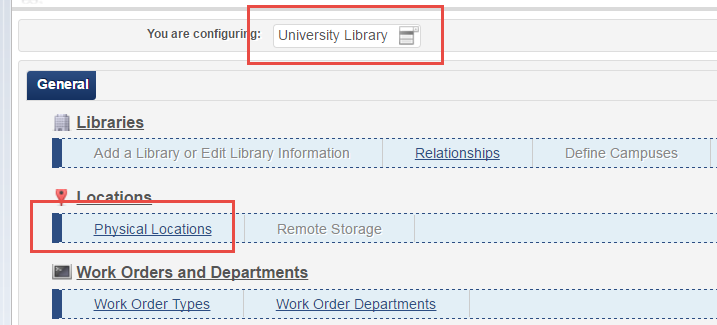 You are configuring: University Library
General
Libraries
Add a Library or Edit Library Information Relationships Define Campuses
Locations
Physical Locations Remote Storage
Work Orders and Departments
Work Order Types Work Order Departments